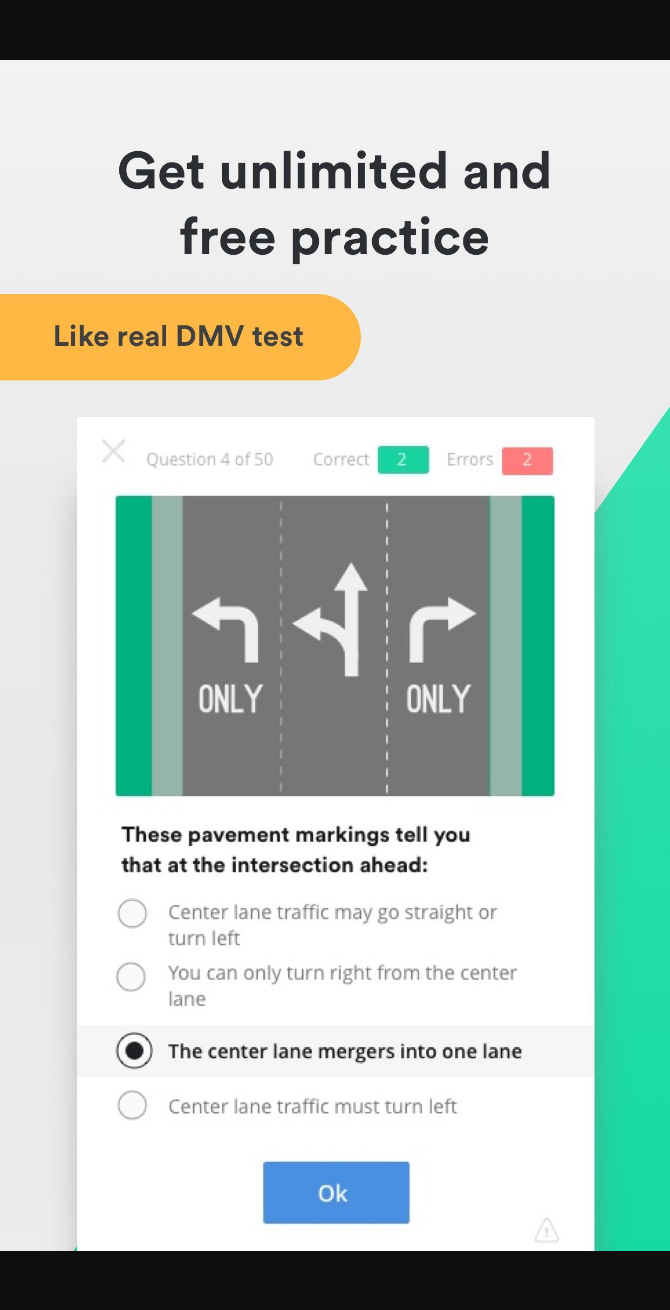 Get unlimited and
free practice
Like real DMV test
Question 4 of 50 Correct 2 Errors 2
ONLY ONLY
These pavement markings tell you
that at the intersection ahead:
Center lane traffic may go straight or
turn left
You can only turn right from the center
lane
The center lane mergers into one lane
Center lane traffic must turn left
Ok